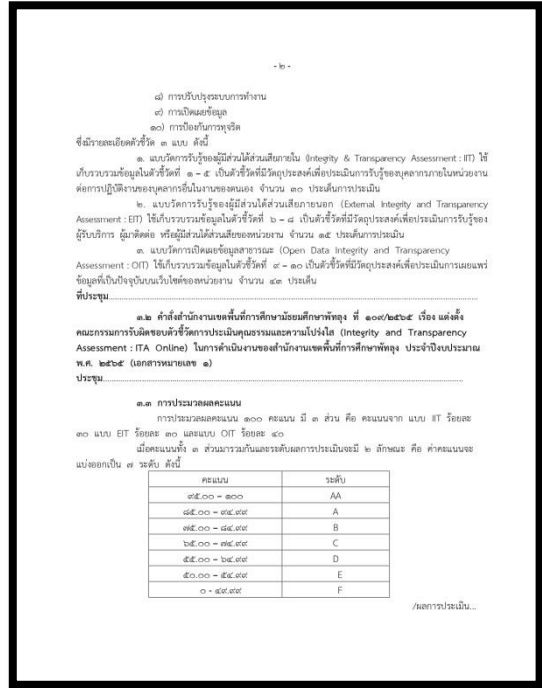 - ๒ -
๘) การปรับปรุงระบบการทำงาน
๙) การเปิดเผยข้อมูล
๑๐) การป้องกันการทุจริต
ซึ่งมีรายละเอียดตัวชี้วัด ๓ แบบ ดังนี้
๑. แบบวัดการรับรู้ของผู้มีส่วนได้ส่วนเสียภายใน (Integrity & Transparency Assessment : IIT) ใช้
เก็บรวบรวมข้อมูลในตัวชี้วัดที่ ๑ – ๕ เป็นตัวชี้วัดที่มีวัตถุประสงค์เพื่อประเมินการรับรู้ของบุคลากรภายในหน่วยงาน
ต่อการปฏิบัติงานของบุคลากรอื่นในงานของตนเอง จำนวน ๓๐ ประเด็นการประเมิน
๒. แบบวัดการรับรู้ของผู้มีส่วนได้ส่วนเสียภายนอก (External Integrity and Transparency
Assessment : EIT) ใช้เก็บรวบรวมข้อมูลในตัวชี้วัดที่ ๖ – ๘ เป็นตัวชี้วัดที่มีวัตถุประสงค์เพื่อประเมินการรับรู้ของ
ผู้รับบริการ ผู้มาติดต่อ หรือผู้มีส่วนได้ส่วนเสียของหน่วยงาน จำนวน ๑๕ ประเด็นการประเมิน
๓. แบบวัดการเปิดเผยข้อมูลสาธารณะ (Open Data Integrity and Transparency
Assessment : OIT) ใช้เก็บรวบรวมข้อมูลในตัวชี้วัดที่ ๙ – ๑๐ เป็นตัวชี้วัดที่มีวัตถุประสงค์เพื่อประเมินการเผยแพร่
ข้อมูลที่เป็นปัจจุบันบนเว็บไซต์ของหน่วยงาน จำนวน ๔๓ ประเด็น
ที่ประชุม........................................................................
๓.๒ คำสั่งสำนักงานเขตพื้นที่การศึกษามัธยมศึกษาพัทลุง ที่ ๑๐๙/๒๕๖๕ เรื่อง แต่งตั้ง
คณะกรรมการรับผิดชอบตัวชี้วัดการประเมินคุณธรรมและความโปร่งใส (Integrity and Transparency
Assessment : ITA Online) ในการดำเนินงานของสำนักงานเขตพื้นที่การศึกษาพัทลุง ประจำปีงบประมาณ
พ.ศ. ๒๕๖๕ (เอกสารหมายเลข ๑)
ประชุม........................................................................
๓.๓ การประมวลผลคะแนน
การประมวลผลคะแนน ๑๐๐ คะแนน มี ๓ ส่วน คือ คะแนนจาก แบบ IIT ร้อยละ
๓๐ แบบ EIT ร้อยละ ๓๐ และแบบ OIT ร้อยละ ๔๐
เมื่อคะแนนทั้ง ๓ ส่วนมารวมกันและระดับผลการประเมินจะมี ๒ ลักษณะ คือ ค่าคะแนนจะ
แบ่งออกเป็น ๗ ระดับ ดังนี้
คะแนน ระดับ
๙๕.๐๐ – ๑๐๐ AA
๘๕.๐๐ – ๙๔.๙๙ A
๗๕.๐๐ – ๘๔.๙๙ B
๖๕.๐๐ – ๗๔.๙๙ C
๕๕.๐๐ – ๖๔.๙๙ D
๕๐.๐๐ – ๕๔.๙๙ E
๐ - ๔๙.๙๙ F
/ผลการประเมิน...